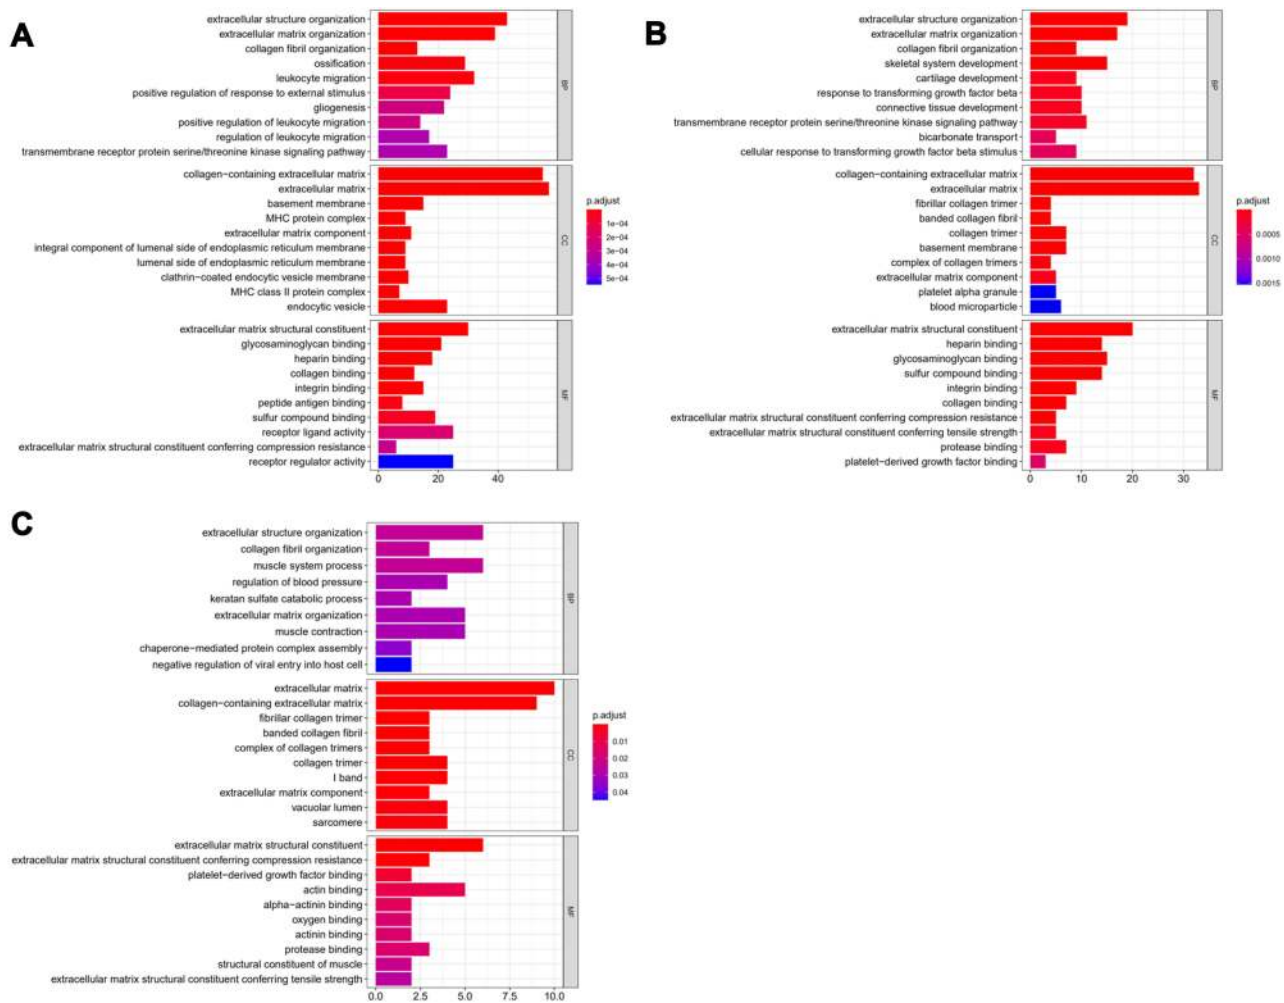 A
extracellular structure organization
extracellular matrix organization
collagen fibril organization
ossification
leukocyte migration
positive regulation of response to external stimulus
gliogenesis
positive regulation of leukocyte migration
regulation of leukocyte migration
transmembrane receptor protein serine/threonine kinase signaling pathway
BP
collagen-containing extracellular matrix
extracellular matrix
basement membrane
MHC protein complex
extracellular matrix component
integral component of lumenal side of endoplasmic reticulum membrane
lumenal side of endoplasmic reticulum membrane
clathrin-coated endocytic vesicle membrane
MHC class II protein complex
endocytic vesicle
CC
extracellular matrix structural constituent
glycosaminoglycan binding
heparin binding
collagen binding
integrin binding
peptide antigen binding
sulfur compound binding
receptor ligand activity
extracellular matrix structural constituent conferring compression resistance
receptor regulator activity
MF
0 20 40
p.adjust
1e-04
2e-04
3e-04
4e-04
5e-04
B
extracellular structure organization
extracellular matrix organization
collagen fibril organization
skeletal system development
cartilage development
response to transforming growth factor beta
connective tissue development
transmembrane receptor protein serine/threonine kinase signaling pathway
bicarbonate transport
cellular response to transforming growth factor beta stimulus
BP
collagen-containing extracellular matrix
extracellular matrix
fibrillar collagen trimer
banded collagen fibril
collagen trimer
basement membrane
complex of collagen trimers
extracellular matrix component
platelet alpha granule
blood microparticle
CC
extracellular matrix structural constituent
heparin binding
glycosaminoglycan binding
sulfur compound binding
integrin binding
collagen binding
extracellular matrix structural constituent conferring compression resistance
extracellular matrix structural constituent conferring tensile strength
protease binding
platelet-derived growth factor binding
MF
0 10 20 30
p.adjust
0.0005
0.0010
0.0015
C
extracellular structure organization
collagen fibril organization
muscle system process
regulation of blood pressure
keratan sulfate catabolic process
extracellular matrix organization
muscle contraction
chaperone-mediated protein complex assembly
negative regulation of viral entry into host cell
BP
extracellular matrix
collagen-containing extracellular matrix
fibrillar collagen trimer
banded collagen fibril
complex of collagen trimers
collagen trimer
I band
extracellular matrix component
vacuolar lumen
sarcomere
CC
extracellular matrix structural constituent
extracellular matrix structural constituent conferring compression resistance
platelet-derived growth factor binding
actin binding
alpha-actinin binding
oxygen binding
actinin binding
protease binding
structural constituent of muscle
extracellular matrix structural constituent conferring tensile strength
MF
0.0 2.5 5.0 7.5 10.0
p.adjust
0.01
0.02
0.03
0.04